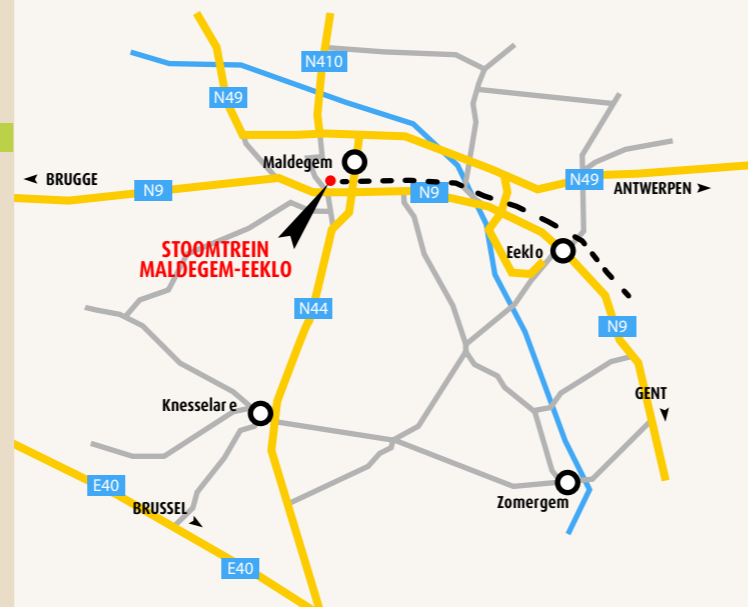 N410
N49
Maldegem
BRUGGE
N9
N9
N49
ANTWERPEN
STOOMTREIN
MALDEGEM-EEKLO
Eeklo
N44
N9
GENT
Knesselare
E40
BRUSSEL
Zomergem
E40